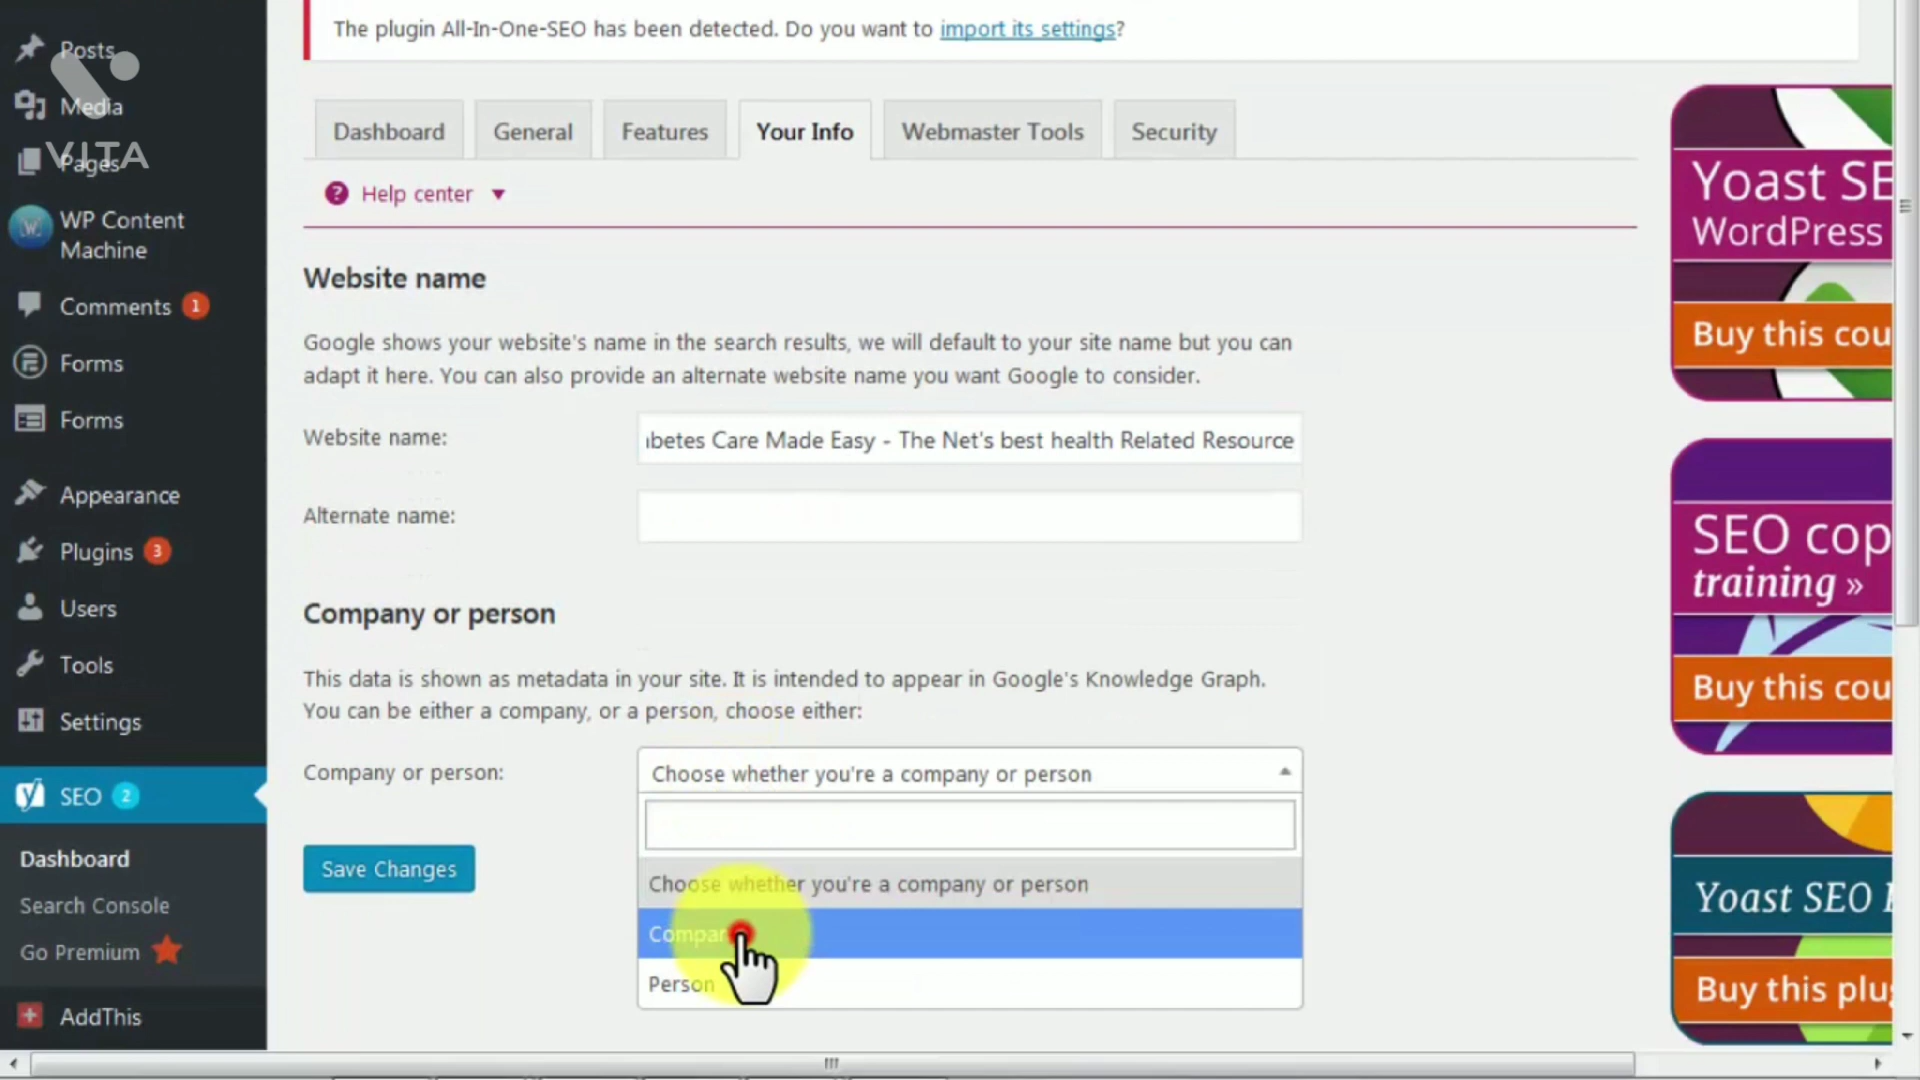 The plugin All-In-One-SEO has been detected. Do you want to import its settings?
Posts
Media
VITA
Pages
WP Content
Machine
Comments 1
Forms
Forms
Appearance
Plugins 3
Users
Tools
Settings
SEO 2
Dashboard
Search Console
Go Premium
AddThis
Dashboard
General
Features
Your Info
Webmaster Tools
Security
? Help center
Website name
Google shows your website's name in the search results, we will default to your site name but you can
adapt it here. You can also provide an alternate website name you want Google to consider.
Website name:
betes Care Made Easy - The Net's best health Related Resource
Alternate name:
Company or person
This data is shown as metadata in your site. It is intended to appear in Google's Knowledge Graph.
You can be either a company, or a person, choose either:
Company or person:
Choose whether you're a company or person
Choose whether you're a company or person
Compa
Person
Save Changes
Yoast SE
WordPress
Buy this cou
SEO cop
training »
Buy this cou
Yoast SEO
Buy this plug